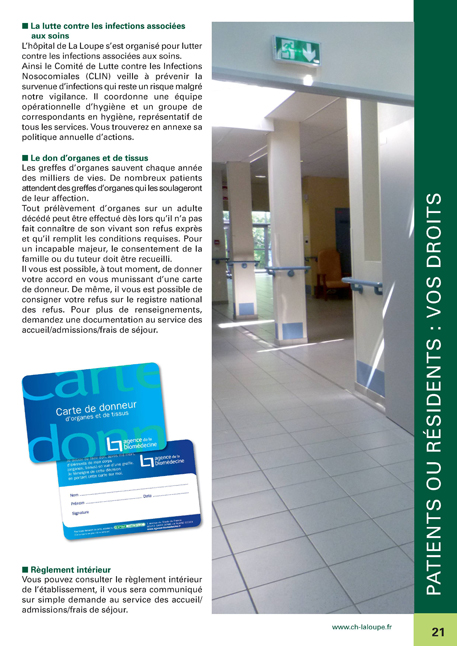 ■ La lutte contre les infections associées
aux soins
L'hôpital de La Loupe s'est organisé pour lutter
contre les infections associées aux soins.
Ainsi le Comité de Lutte contre les Infections
Nosocomiales (CLIN) veille à prévenir la
survenue d'infections qui reste un risque malgré
notre vigilance. Il coordonne une équipe
opérationnelle d'hygiène et un groupe de
correspondants en hygiène, représentatif de
tous les services. Vous trouverez en annexe sa
politique annuelle d'actions.
■ Le don d'organes et de tissus
Les greffes d'organes sauvent chaque année
des milliers de vies. De nombreux patients
attendent des greffes d'organes qui les soulageront
de leur affection.
Tout prélèvement d'organes sur un adulte
décédé peut être effectué dès lors qu'il n'a pas
fait connaître de son vivant son refus exprès
et qu'il remplit les conditions requises. Pour
un incapable majeur, le consentement de la
famille ou du tuteur doit être recueilli.
Il vous est possible, à tout moment, de donner
votre accord en vous munissant d'une carte
de donneur. De même, il vous est possible de
consigner votre refus sur le registre national
des refus. Pour plus de renseignements,
demandez une documentation au service des
accueil/admissions/frais de séjour.
carte
Carte de donneur
d'organes et de tissus
donn
agence de la
biomédecine
agence de la
biomédecine
Nom
Prénom
Date
Signature
■ Règlement intérieur
Vous pouvez consulter le règlement intérieur
de l'établissement, il vous sera communiqué
sur simple demande au service des accueil/
admissions/frais de séjour.
PATIENTS OU RÉSIDENTS : VOS DROITS
www.ch-laloupe.fr
21